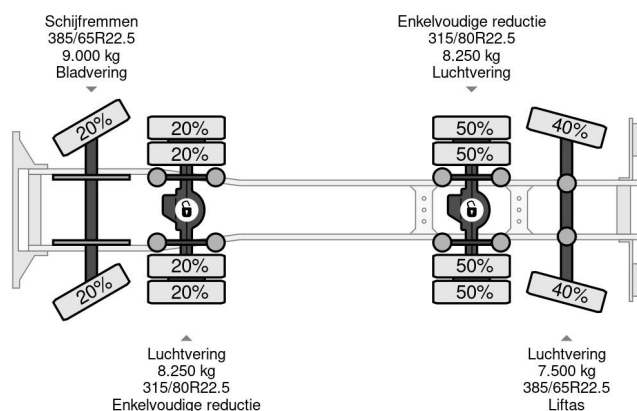 Schijfremmen
385/65R22.5
9.000 kg
Bladvering
Enkelvoudige reductie
315/80R22.5
8.250 kg
Luchtvering
20%
20%
20%
50%
50%
40%
20%
20%
20%
50%
50%
40%
Luchtvering
8.250 kg
315/80R22.5
Enkelvoudige reductie
Luchtvering
7.500 kg
385/65R22.5
Liftas